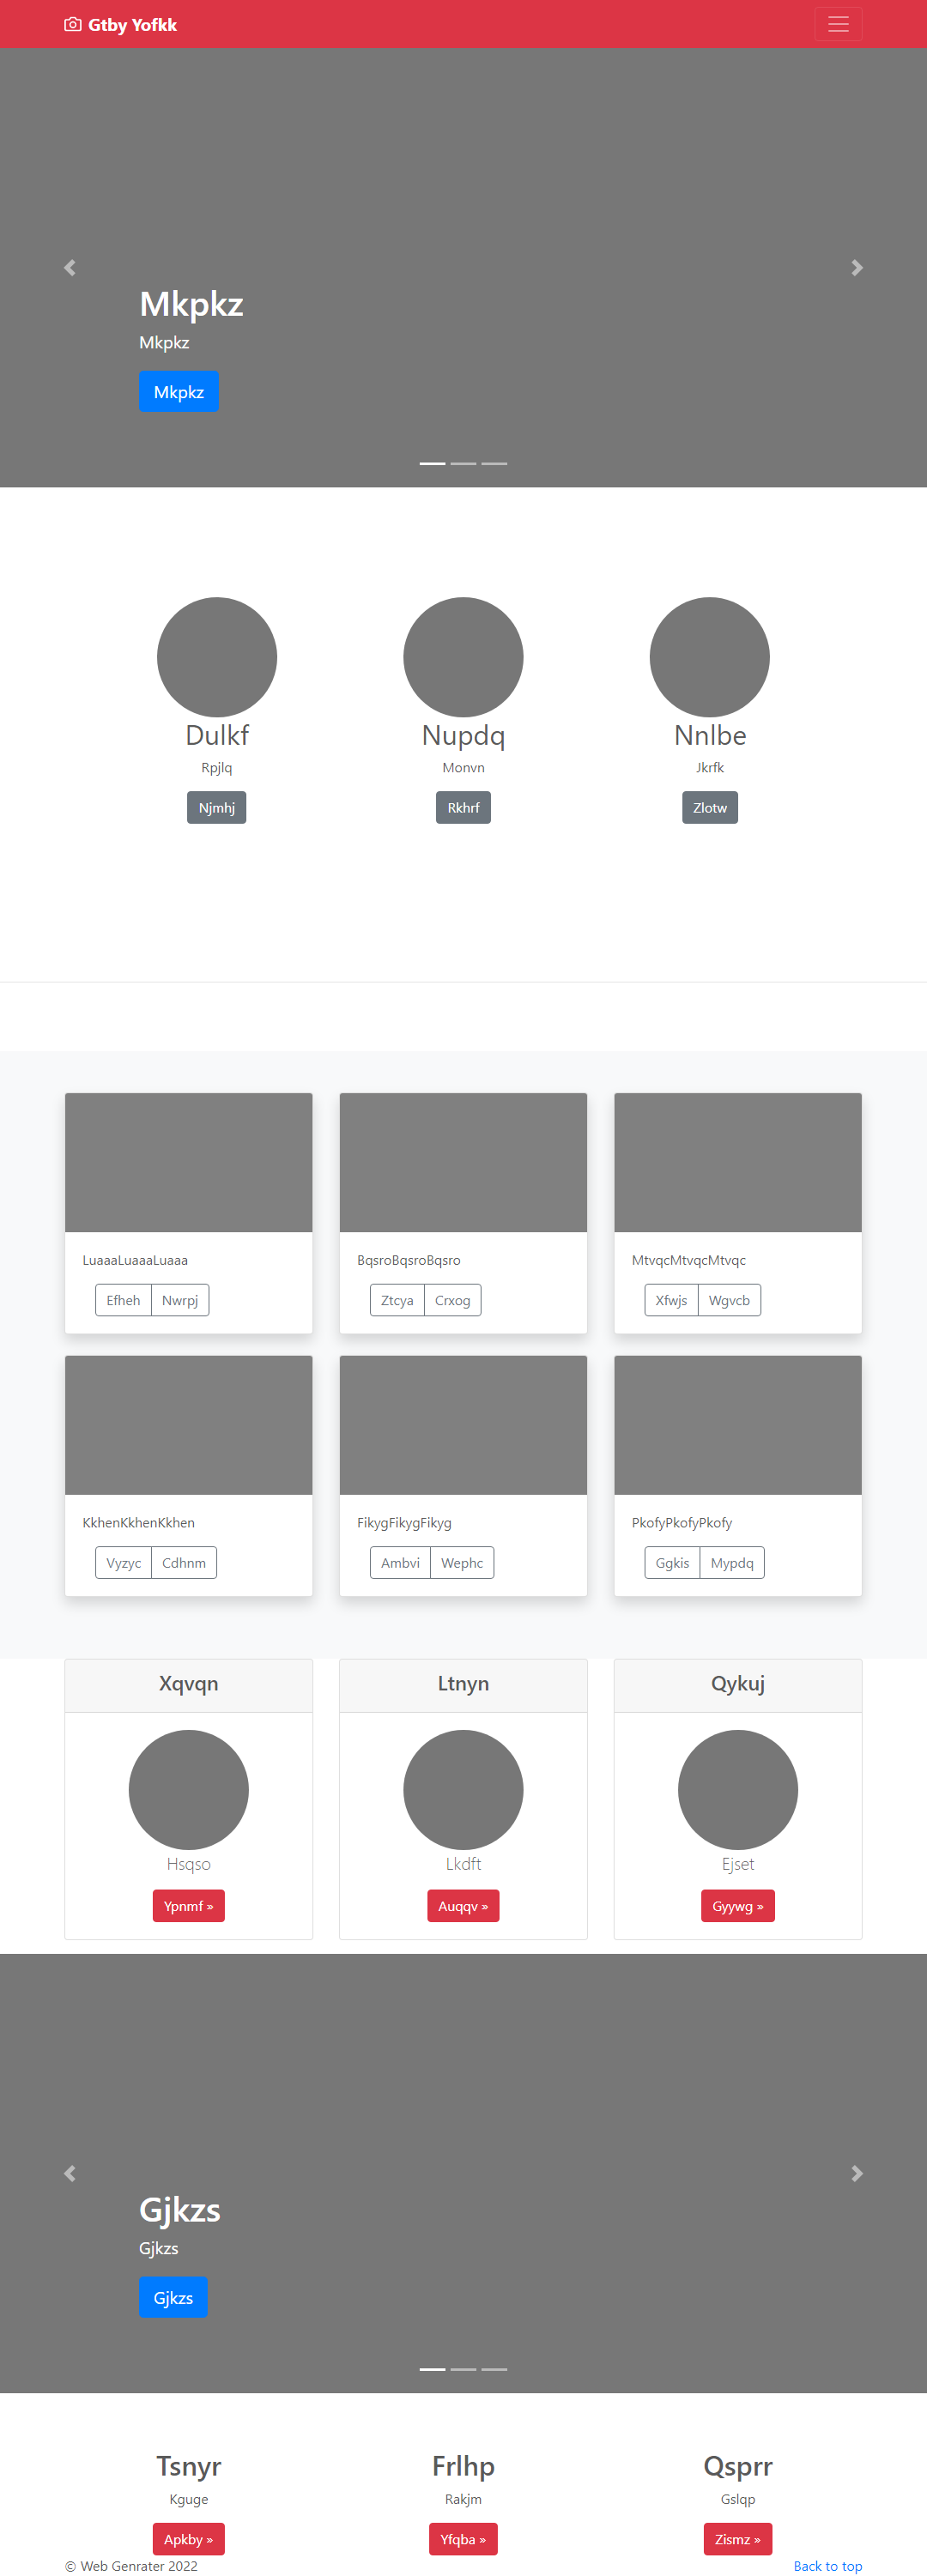 Gtby Yofkk
Mkpkz
Mkpkz
Mkpkz
Dulkf Nupdq Nnlbe
Rpjlq Monvn Jkrfk
Njmhj Rkhrf Zlotw
LuaaaLuaaaLuaaa BqsroBqsroBqsro MtvqcMtvqcMtvqc
Efheh Nwrpj Ztcya Crxog Xfwjs Wgvcb
KkhenKkhenKkhen FikygFikygFikyg PkofyPkofyPkofy
Vyzyc Cdhnm Ambvi Wephc Ggkis Mypdq
Xqvqn Ltnyn Qykuj
Hsqso Lkdft Ejset
Ypnmf » Auqqv » Gyywg »
Gjkzs
Gjkzs
Gjkzs
Tsnyr Frlhp Qsprr
Kguge Rakjm Gslqp
Apkby » Yfqba » Zismz »
© Web Genrater 2022 Back to top